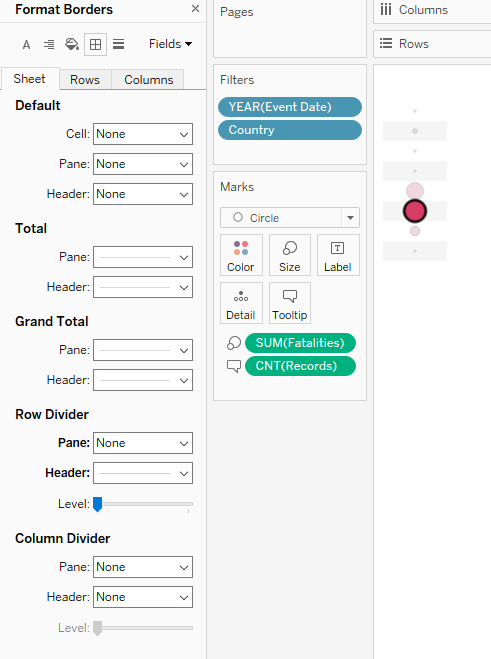 Format Borders
Fields
Sheet Rows Columns
Default
Cell: None
Pane: None
Header: None
Total
Pane:
Header:
Grand Total
Pane:
Header:
Row Divider
Pane: None
Header:
Level:
Column Divider
Pane: None
Header: None
Level:
Pages
Filters
YEAR(Event Date)
Country
Marks
Circle
Color Size Label
T
Detail Tooltip
SUM(Fatalities)
CNT(Records)
Columns
Rows